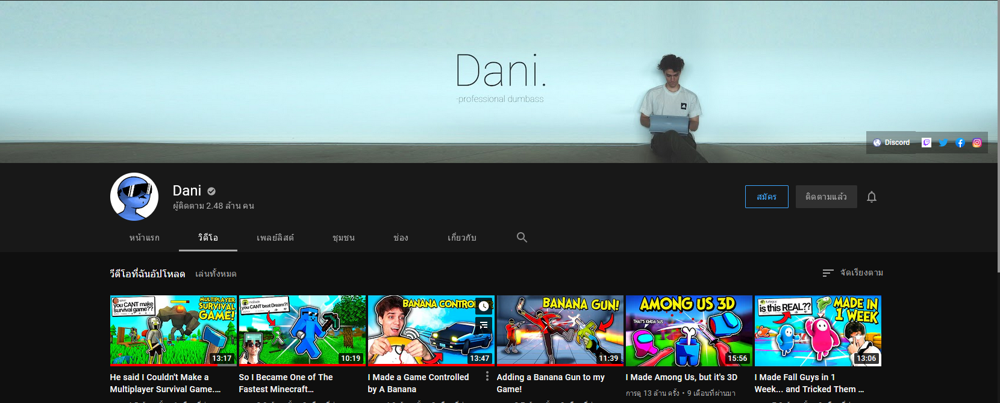 Dani.
-professional dumbass
Discord
Dani
ผู้ติดตาม 2.48 ล้าน คน
สมัคร
ติดตามแล้ว
หน้าแรก
วิดีโอ
เพลย์ลิสต์
ชุมชน
ช่อง
เกี่ยวกับ
วิดีโอที่ฉันอัปโหลด
เล่นทั้งหมด
จัดเรียงตาม
you CANT make
survival game??
MULTIPLAYER
SURVIVAL
GAME!
13:17
you CANT beat Dream?!
10:19
BANANA CONTRO
13:47
BANANA GUN!
11:39
AMONG US 3D
THAT'S KINDA SUS
15:56
is this REAL??
MADE IN
1 WEEK
13:06
He said I Couldn't Make a
Multiplayer Survival Game....
So I Became One of The
Fastest Minecraft...
I Made a Game Controlled
by A Banana
Adding a Banana Gun to my
Game!
I Made Among Us, but it's 3D
การดู 13 ล้าน ครั้ง • 9 เดือนที่ผ่านมา
I Made Fall Guys in 1
Week... and Tricked Them ...